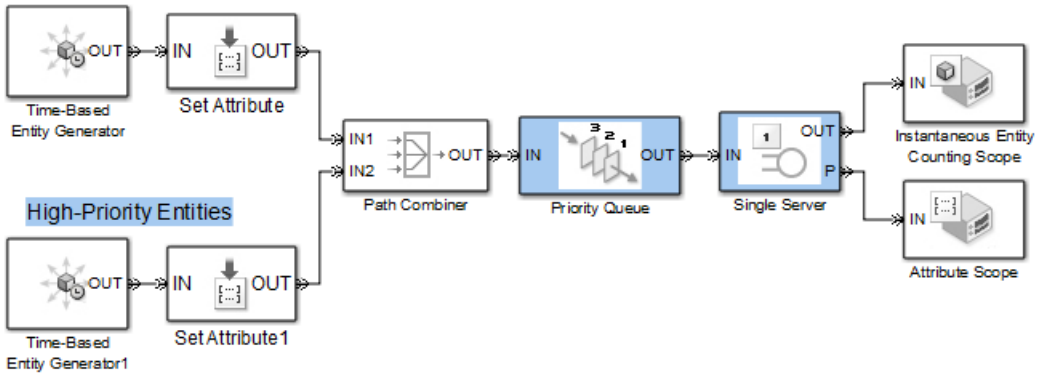 OUT
Time-Based
Entity Generator
IN
[...]
OUT
Set Attribute
High-Priority Entities
OUT
Time-Based
Entity Generator1
IN
[...]
OUT
Set Attribute1
IN1
IN2
OUT
Path Combiner
IN
3
2
1
OUT
Priority Queue
IN
1
OUT
P
Single Server
IN
Instantaneous Entity
Counting Scope
IN
[...]
Attribute Scope